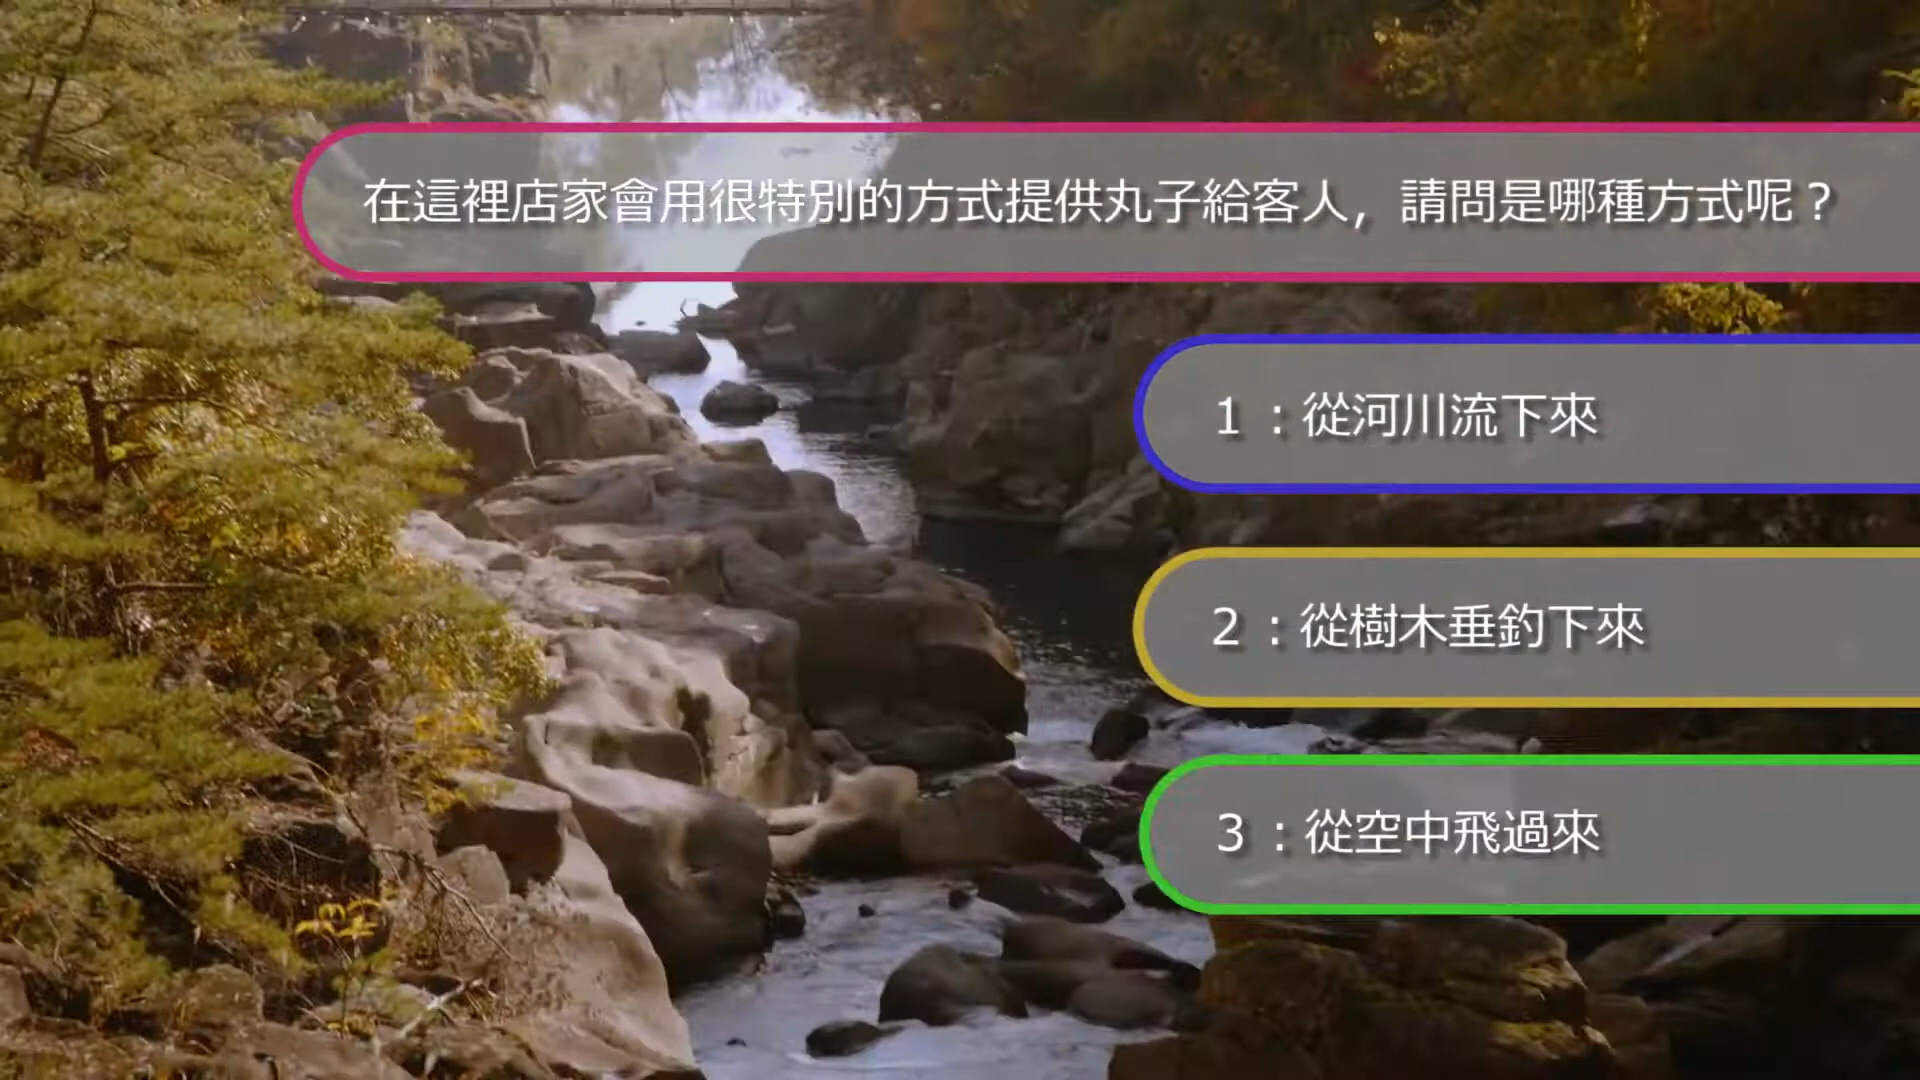 在這裡店家會用很特別的方式提供丸子給客人，請問是哪種方式呢？
1 ：從河川流下來
2 ：從樹木垂釣下來
3 ：從空中飛過來